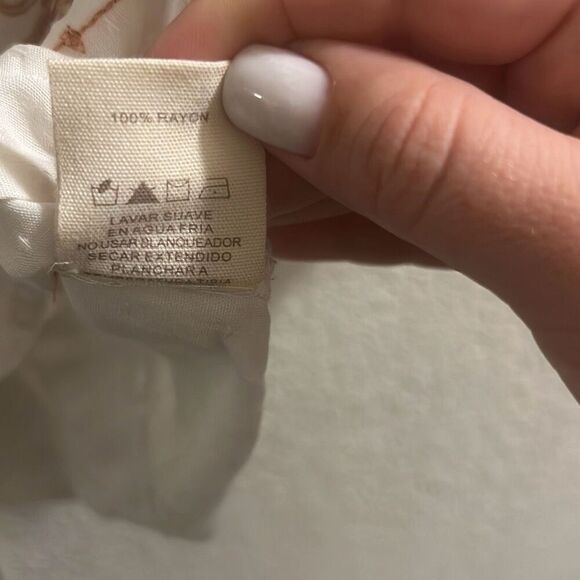 100% RAYON
LAVAR SUAVE
EN AGUA FRIA
NO USAR BLANQUEADOR
SECAR EXTENDIDO
PLANCHAR A